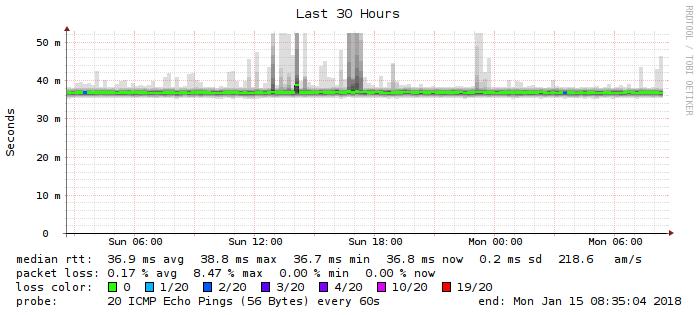 Last 30 Hours
RRDTOOL / TOBI OETIKER
Seconds
50 m
40 m
30 m
20 m
10 m
0
Sun 06:00 Sun 12:00 Sun 18:00 Mon 00:00 Mon 06:00
median rtt: 36.9 ms avg 38.8 ms max 36.7 ms min 36.8 ms now 0.2 ms sd 218.6 am/s
packet loss: 0.17 % avg 8.47 % max 0.00 % min 0.00 % now
loss color: 0 1/20 2/20 3/20 4/20 10/20 19/20
probe: 20 ICMP Echo Pings (56 Bytes) every 60s end: Mon Jan 15 08:35:04 2018